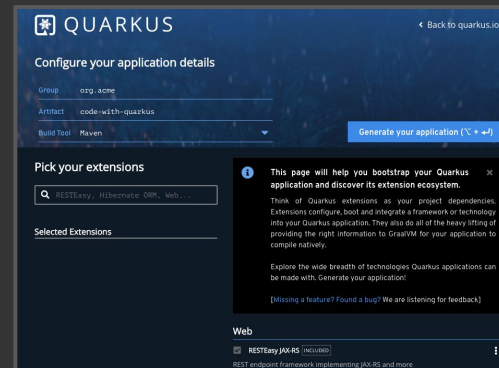 QUARKUS
Back to quarkus.io
Configure your application details
Group org.acme
Artifact code-with-quarkus
Build Tool Maven
Generate your application (⌥ + ↵)
Pick your extensions
RESTEasy, Hibernate ORM, Web...
Selected Extensions
This page will help you bootstrap your Quarkus
application and discover its extension ecosystem.
Think of Quarkus extensions as your project dependencies.
Extensions configure, boot and integrate a framework or technology
into your Quarkus application. They also do all of the heavy lifting of
providing the right information to GraalVM for your application to
compile natively.
Explore the wide breadth of technologies Quarkus applications can
be made with. Generate your application!
[Missing a feature? Found a bug? We are listening for feedback]
Web
RESTEasy JAX-RS INCLUDED
REST endpoint framework implementing JAX-RS and more